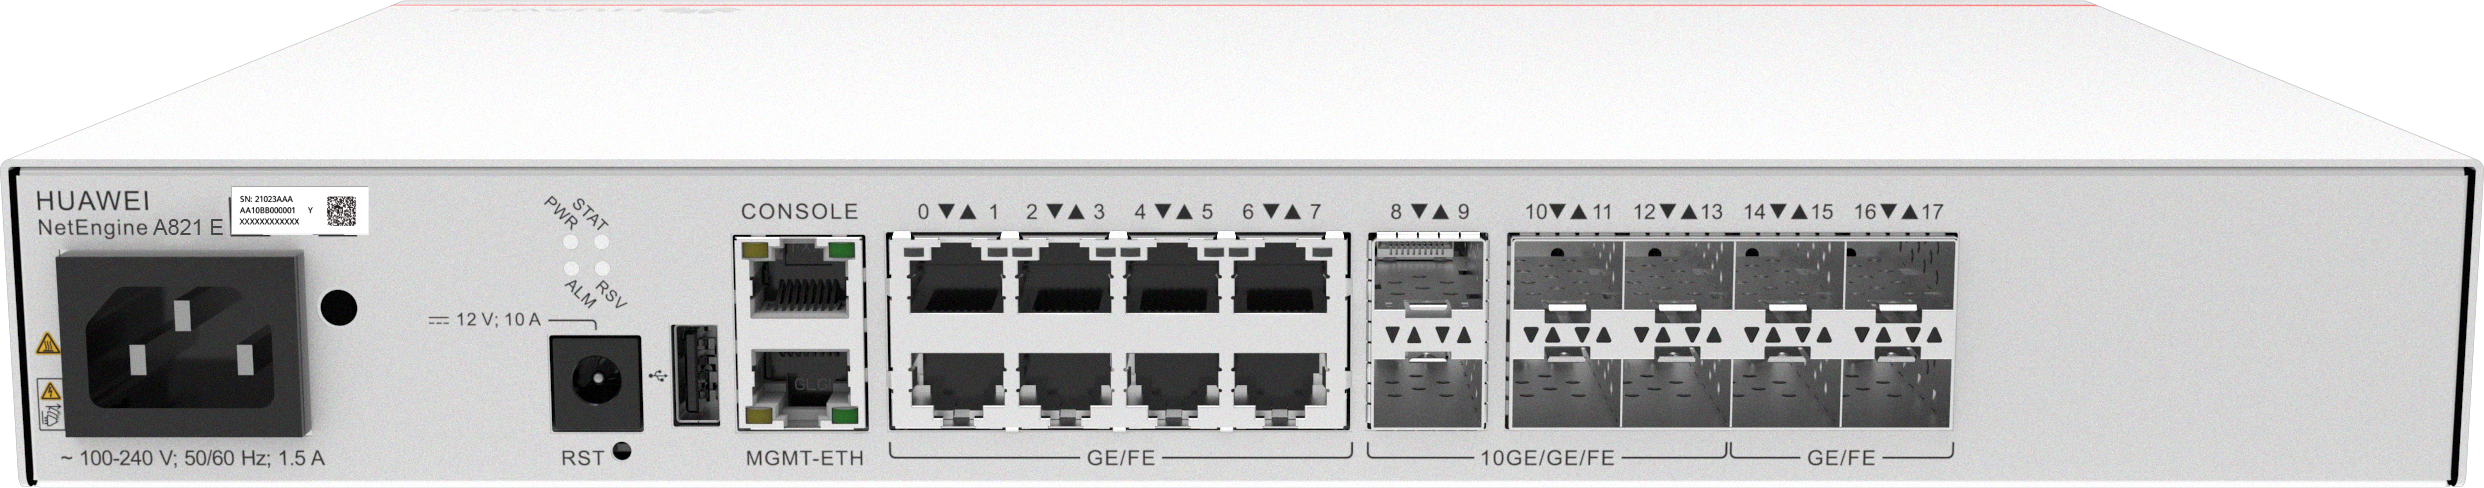 HUAWEI
NetEngine A821 E
SN: 21023AAA
AA10BB000001 Y
XXXXXXXXXXXX
PWR STAT
ALM RSV
12 V; 10 A
CONSOLE
0 ▼▲ 1 2 ▼▲ 3 4 ▼▲ 5 6 ▼▲ 7
8 ▼▲ 9 10▼▲11 12▼▲13 14▼▲15 16▼▲17
~ 100-240 V; 50/60 Hz; 1.5 A
RST
MGMT-ETH
GE/FE
10GE/GE/FE
GE/FE